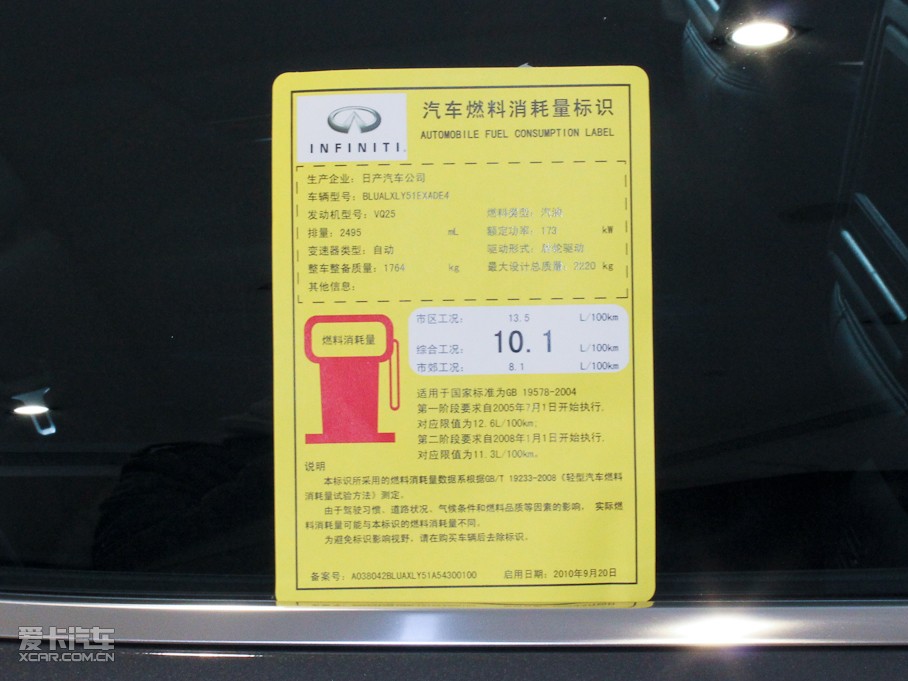 INFINITI
汽车燃料消耗量标识
AUTOMOBILE FUEL CONSUMPTION LABEL
生产企业: 日产汽车公司
车辆型号: BLUALXLY51EXADE4
发动机型号: VQ25 燃料类型: 汽油
排量: 2495 mL 额定功率: 173 kW
变速器类型: 自动 驱动形式: 驱动
整车整备质量: 1764 kg 最大设计总质量: 2220 kg
其他信息:
燃料消耗量
市区工况: 13.5 L/100km
综合工况: 10.1 L/100km
市郊工况: 8.1 L/100km
适用于国家标准为GB 19578-2004
第一阶段要求自2005年7月1日开始执行,
对应限值为12.6L/100km;
第二阶段要求自2008年1月1日开始执行,
对应限值为11.3L/100km。
说明
本标识所采用的燃料消耗量数据系根据GB/T 19233-2008《轻型汽车燃料
消耗量试验方法》测定。
由于驾驶习惯、道路状况、气候条件和燃料品质等因素的影响, 实际燃
料消耗量可能与本标识的燃料消耗量不同。
为避免标识影响视野, 请在购买车辆后去除标识。
备案号: A038042BLUAXLY51A54300100 启用日期: 2010年9月20日
爱卡汽车
XCAR.COM.CN